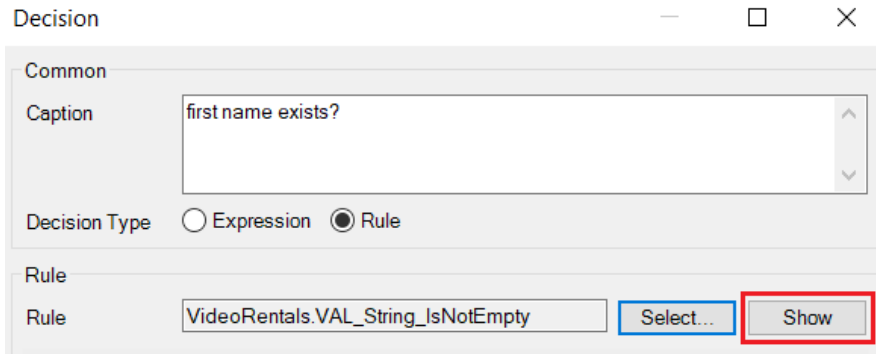 Decision
Common
Caption
first name exists?
Decision Type Expression Rule
Rule
Rule VideoRentals.VAL_String_IsNotEmpty Select... Show